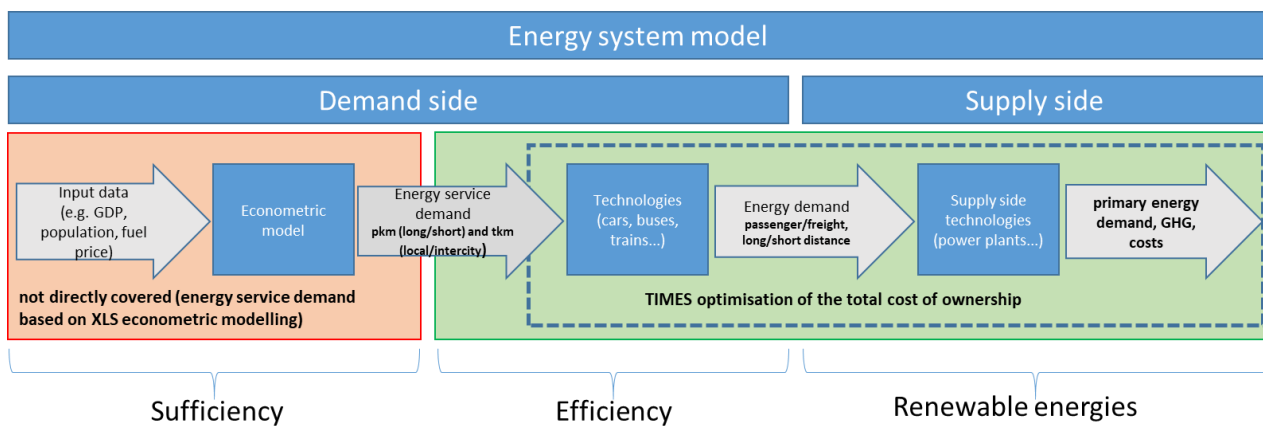 Energy system model
Demand side
Supply side
Input data
(e.g. GDP,
population, fuel
price)
Econometric
model
Energy service
demand
pkm (long/short) and tkm
(local/intercity)
Technologies
(cars, buses,
trains...)
Energy demand
passenger/freight,
long/short distance
Supply side
technologies
(power plants...)
primary energy
demand, GHG,
costs
not directly covered (energy service demand
based on XLS econometric modelling)
TIMES optimisation of the total cost of ownership
Sufficiency
Efficiency
Renewable energies